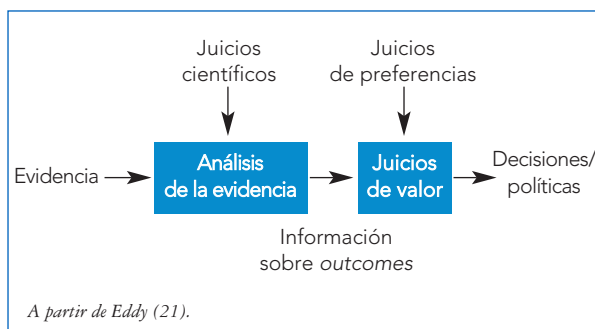 Juicios
científicos
Juicios
de preferencias
Evidencia
Análisis
de la evidencia
Juicios
de valor
Decisiones/
políticas
Información
sobre outcomes
A partir de Eddy (21).